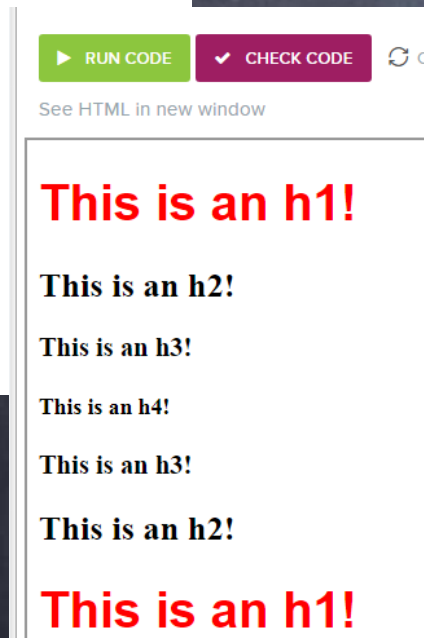 RUN CODE CHECK CODE
See HTML in new window
This is an h1!
This is an h2!
This is an h3!
This is an h4!
This is an h3!
This is an h2!
This is an h1!